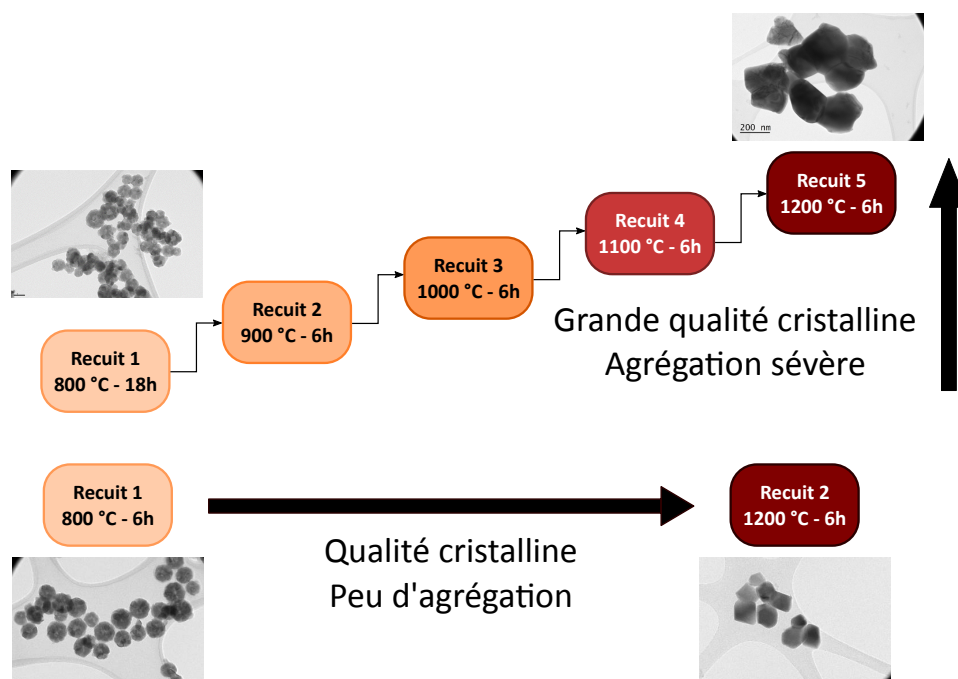 200 nm
Recuit 5
1200 °C - 6h
Recuit 4
1100 °C - 6h
Recuit 3
1000 °C - 6h
Recuit 2
900 °C - 6h
Recuit 1
800 °C - 18h
Grande qualité cristalline
Agrégation sévère
Recuit 1
800 °C - 6h
Recuit 2
1200 °C - 6h
Qualité cristalline
Peu d'agrégation